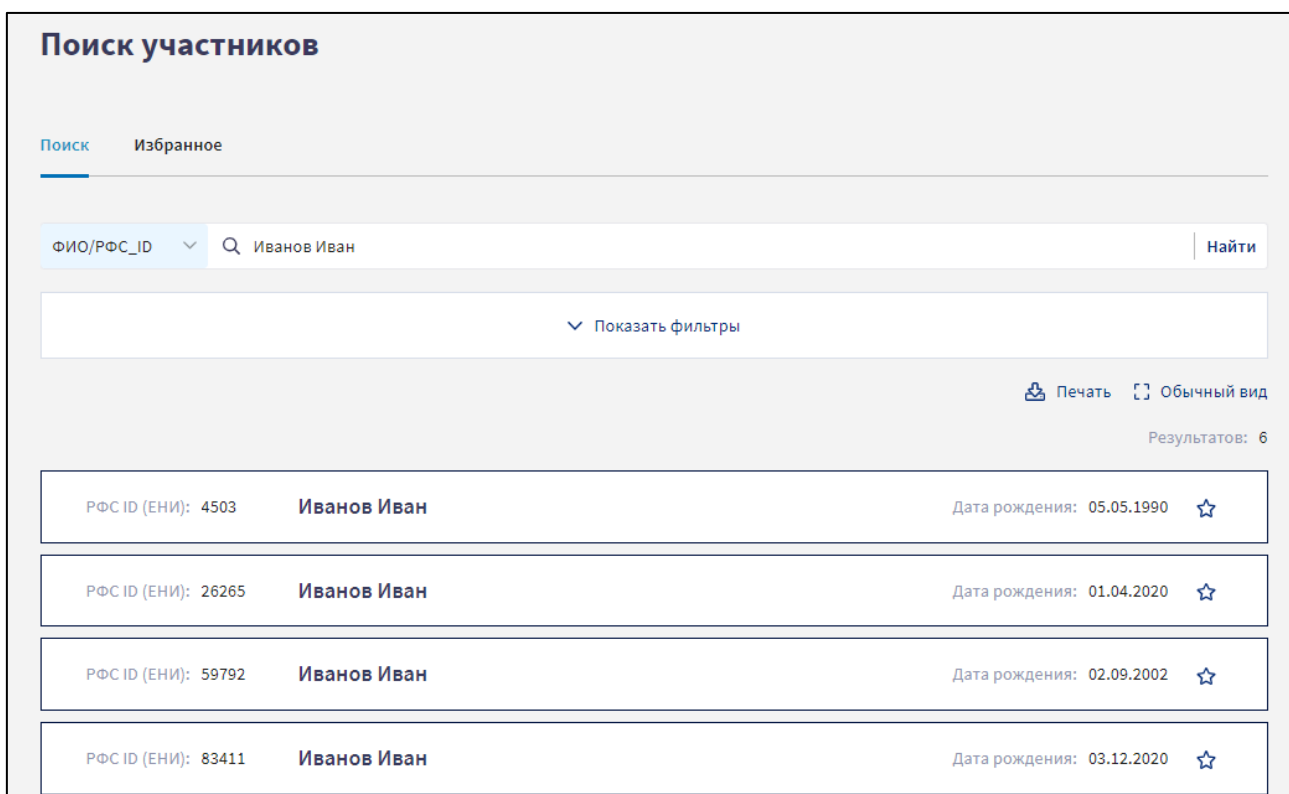 Поиск участников
Поиск Избранное
ФИО/РФС_ID Иванов Иван Найти
Показать фильтры
Печать Обычный вид
Результатов: 6
РФС ID (ЕНИ): 4503 Иванов Иван Дата рождения: 05.05.1990
РФС ID (ЕНИ): 26265 Иванов Иван Дата рождения: 01.04.2020
РФС ID (ЕНИ): 59792 Иванов Иван Дата рождения: 02.09.2002
РФС ID (ЕНИ): 83411 Иванов Иван Дата рождения: 03.12.2020